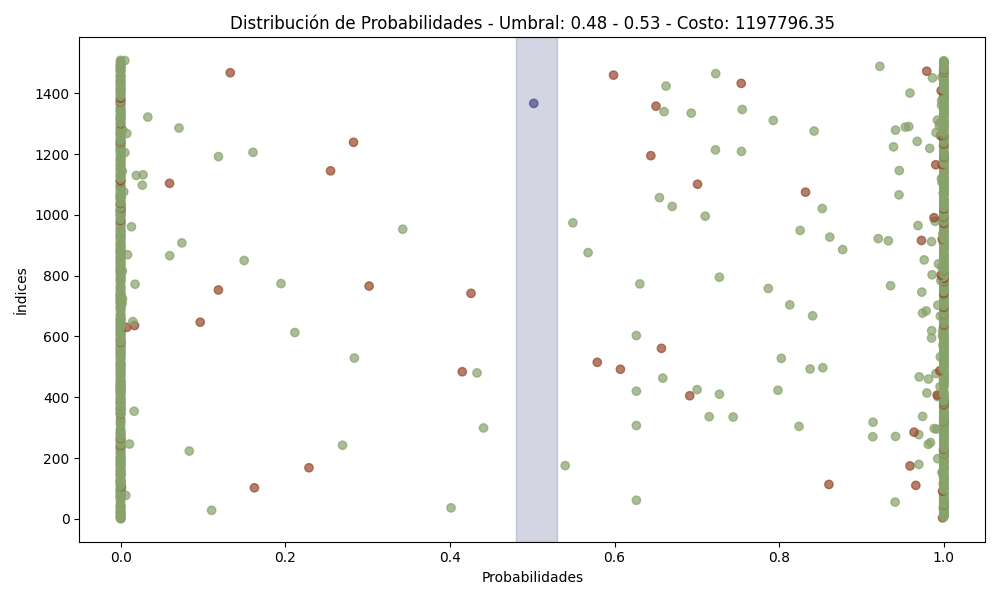 Distribución de Probabilidades - Umbral: 0.48 - 0.53 - Costo: 1197796.35
1400
1200
1000
800
600
400
200
0
Índices
0.0 0.2 0.4 0.6 0.8 1.0
Probabilidades